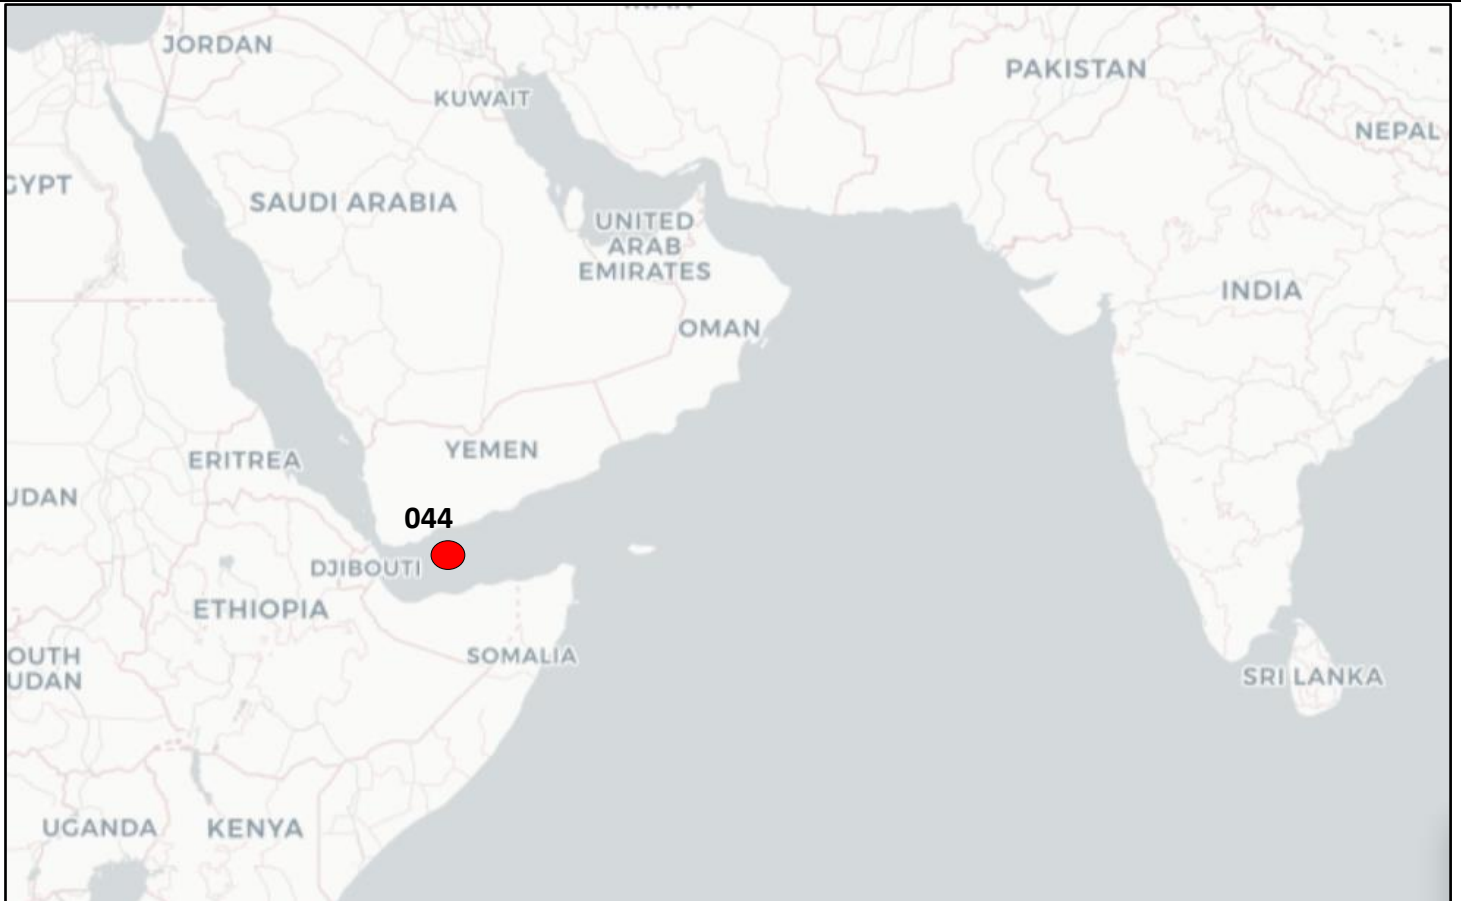 JORDAN
PAKISTAN
KUWAIT
NEPAL
GYPT
SAUDI ARABIA
UNITED
ARAB
EMIRATES
INDIA
OMAN
YEMEN
ERITREA
UDAN
044
DJIBOUTI
ETHIOPIA
OUTH
UDAN
SOMALIA
SRI LANKA
UGANDA
KENYA